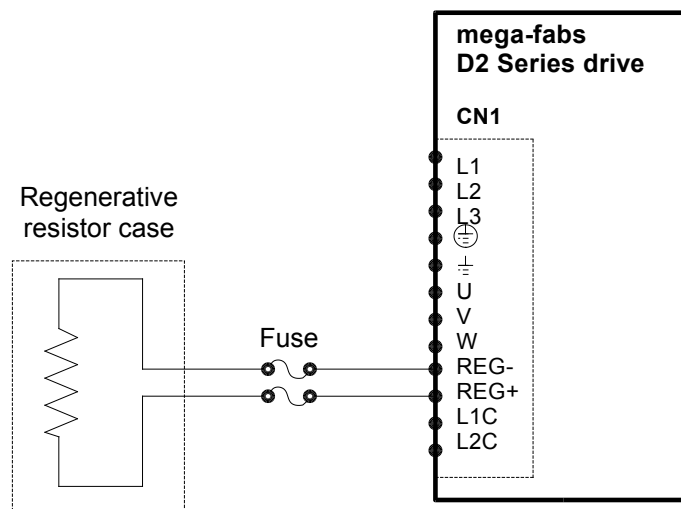 mega-fabs
D2 Series drive
CN1
L1
L2
L3
U
V
W
REG-
REG+
L1C
L2C
Regenerative
resistor case
Fuse